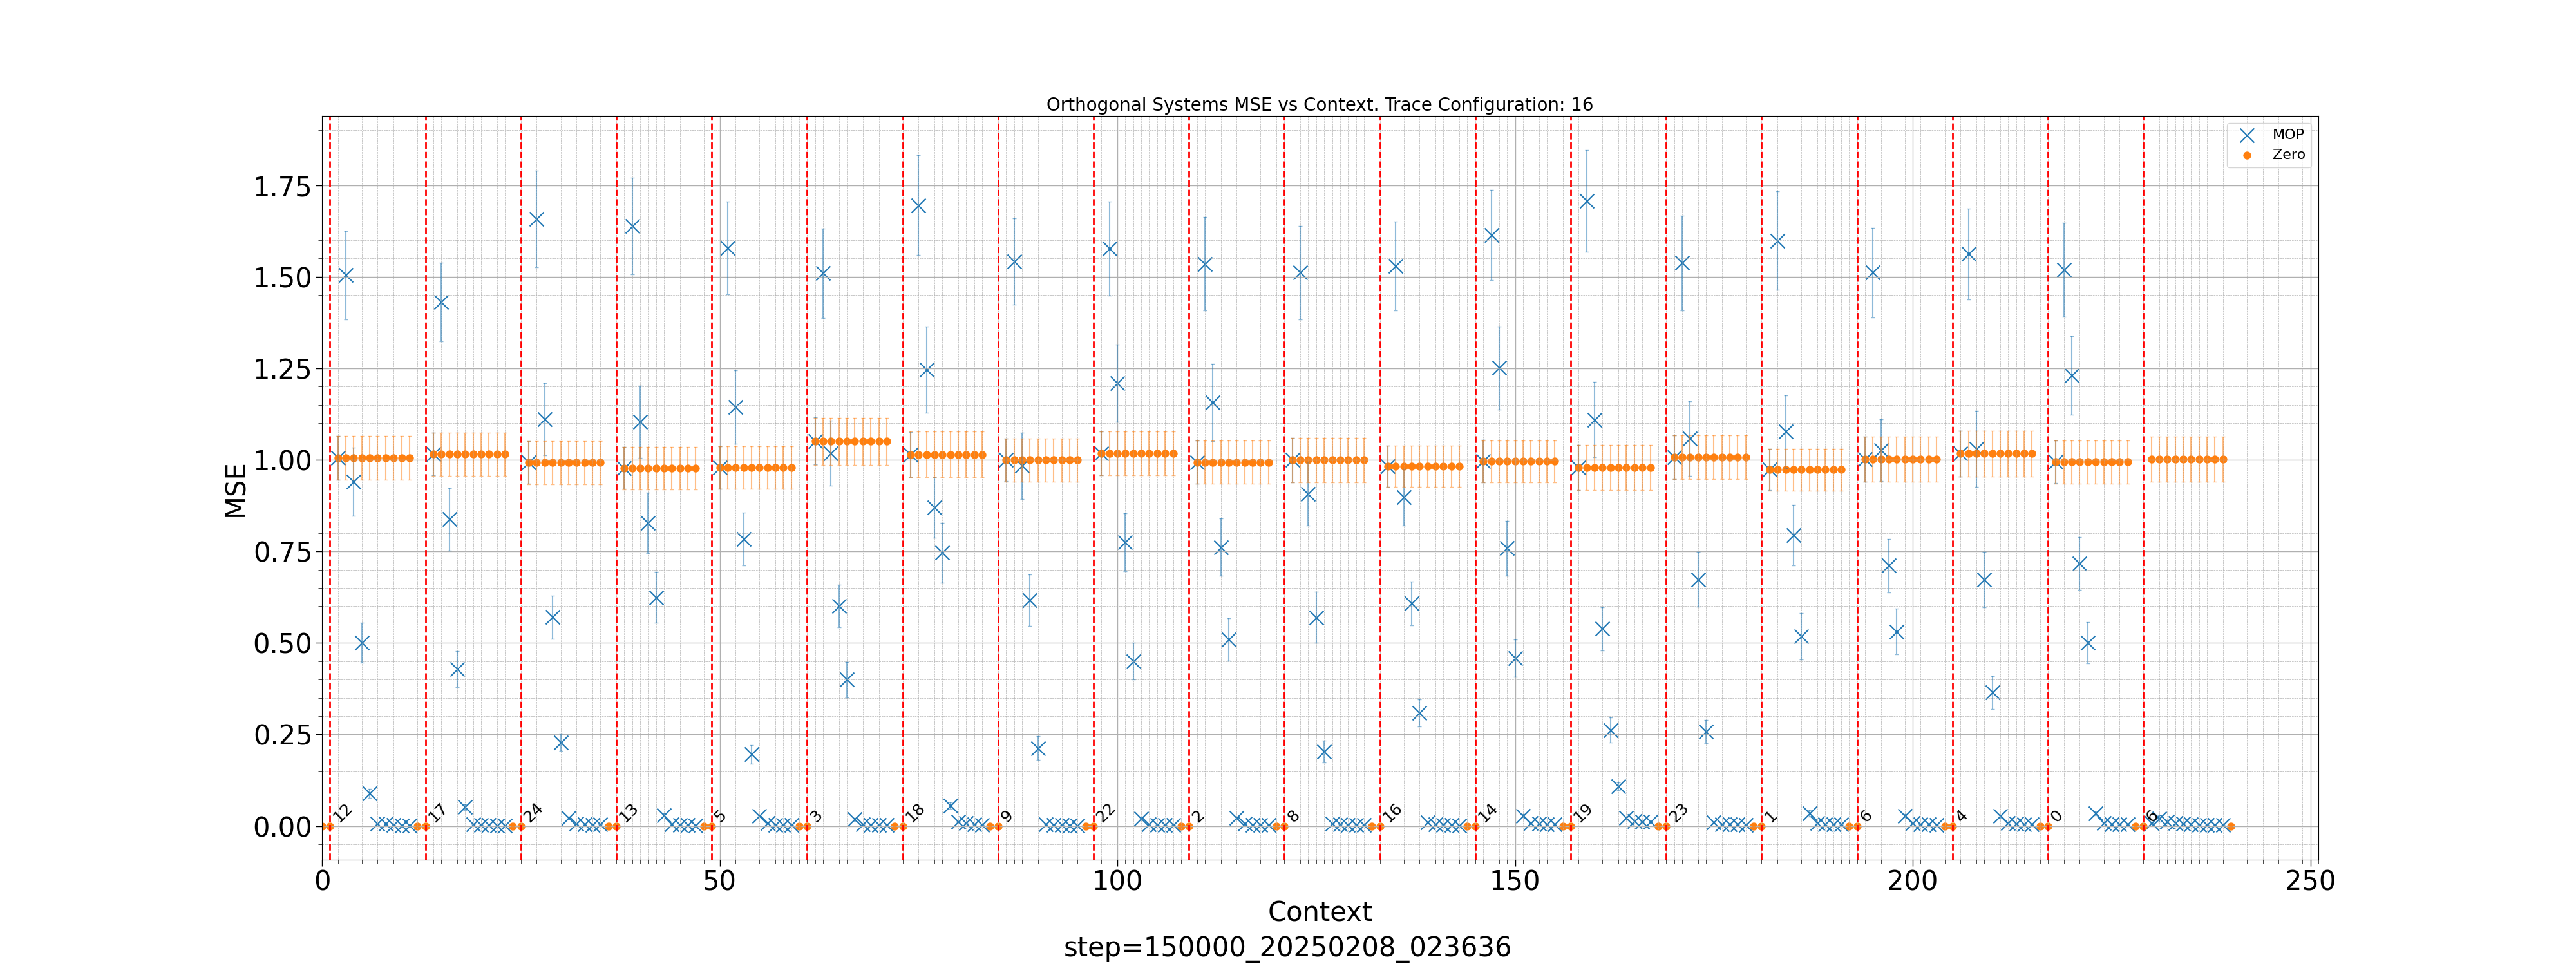 Orthogonal Systems MSE vs Context. Trace Configuration: 16
MOP
Zero
1.75
1.50
1.25
1.00
0.75
0.50
0.25
0.00
MSE
12 17 24 13 5 3 18 9 22 2 8 16 14 19 23 1 6 4 0 6
0 50 100 150 200 250
Context
step=150000_20250208_023636